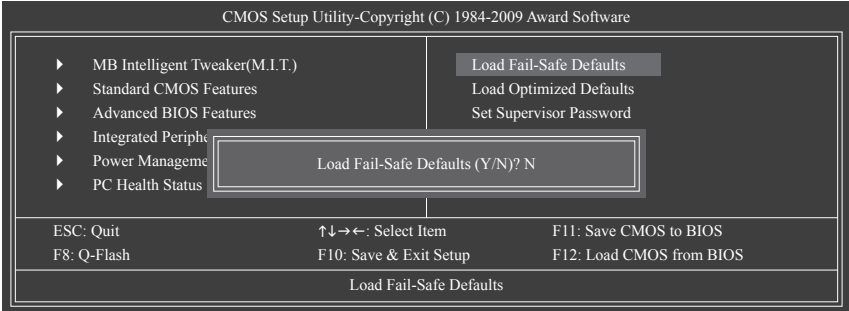 CMOS Setup Utility-Copyright (C) 1984-2009 Award Software
MB Intelligent Tweaker(M.I.T.)
Standard CMOS Features
Advanced BIOS Features
Integrated Periphe
Power Manageme
PC Health Status
Load Fail-Safe Defaults
Load Optimized Defaults
Set Supervisor Password
Load Fail-Safe Defaults (Y/N)? N
ESC: Quit
↑↓→←: Select Item
F11: Save CMOS to BIOS
F8: Q-Flash
F10: Save & Exit Setup
F12: Load CMOS from BIOS
Load Fail-Safe Defaults